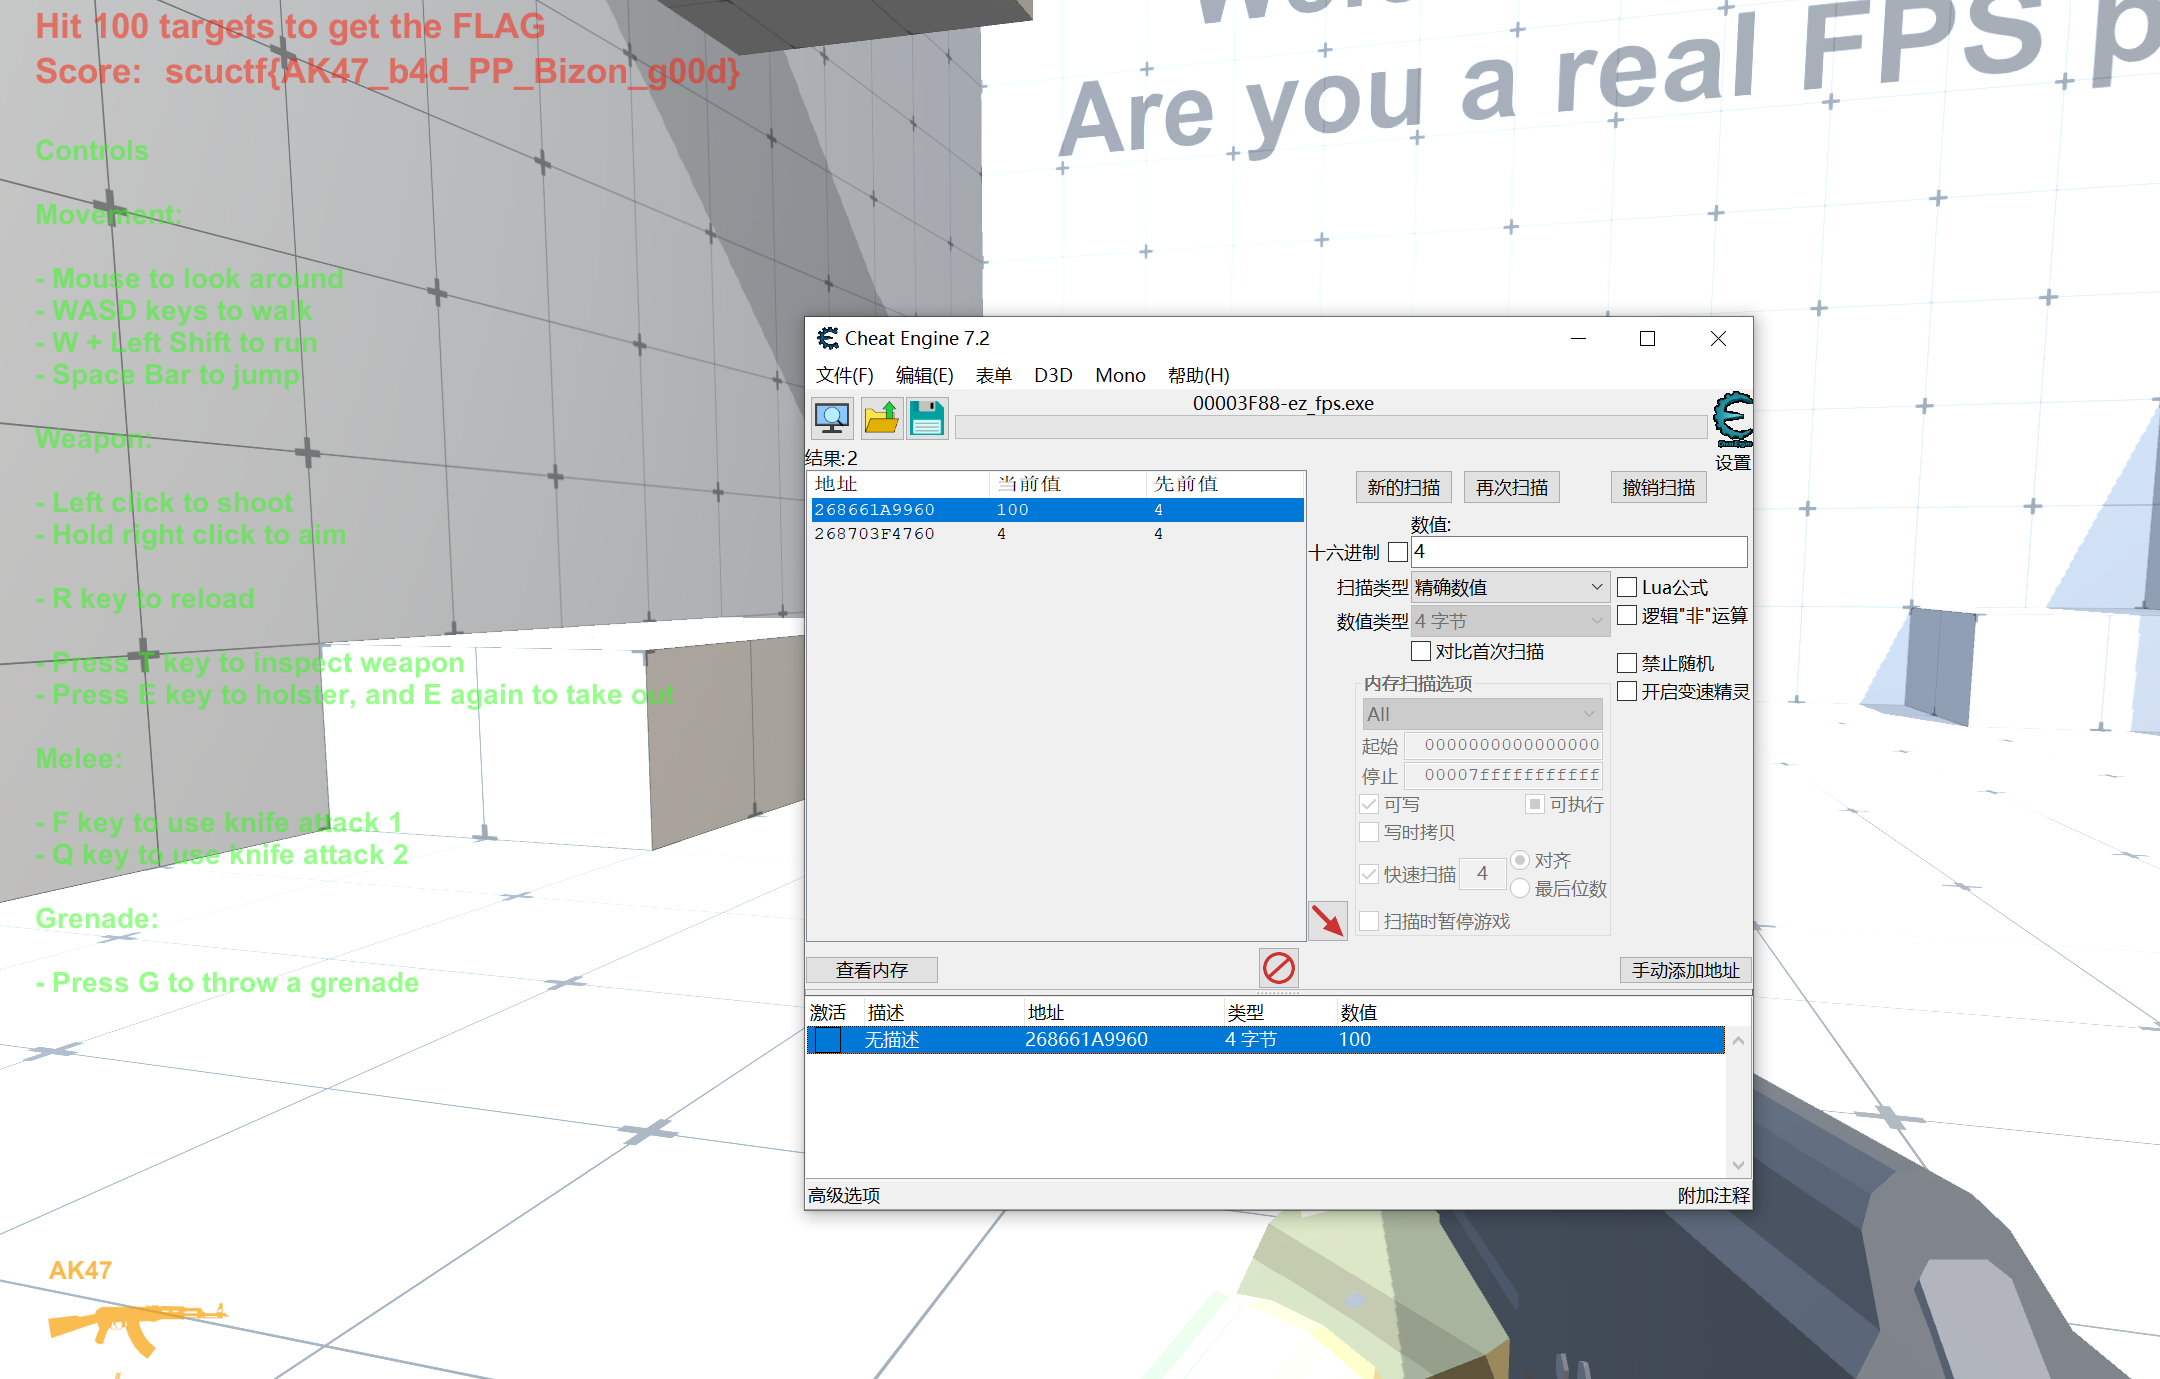 Hit 100 targets to get the FLAG
Score: scuctf{AK47_b4d_PP_Bizon_g00d}
Are you a real FPS p
Controls
Movement:
- Mouse to look around
- WASD keys to walk
- W + Left Shift to run
- Space Bar to jump
Weapon:
- Left click to shoot
- Hold right click to aim
- R key to reload
- Press T key to inspect weapon
- Press E key to holster, and E again to take out
Melee:
- F key to use knife attack 1
- Q key to use knife attack 2
Grenade:
- Press G to throw a grenade
AK47
Cheat Engine 7.2
文件(F) 编辑(E) 表单 D3D Mono 帮助(H)
00003F88-ez_fps.exe
设置
结果:2
地址 当前值 先前值
268661A9960 100 4
268703F4760 4 4
新的扫描 再次扫描 撤销扫描
数值:
十六进制 4
扫描类型 精确数值 Lua公式
数值类型 4 字节 逻辑"非"运算
对比首次扫描
禁止随机
开启变速精灵
内存扫描选项
All
起始 0000000000000000
停止 00007fffffffffff
可写 可执行
写时拷贝
快速扫描 4 对齐
最后位数
扫描时暂停游戏
查看内存 手动添加地址
激活 描述 地址 类型 数值
无描述 268661A9960 4 字节 100
高级选项 附加注释